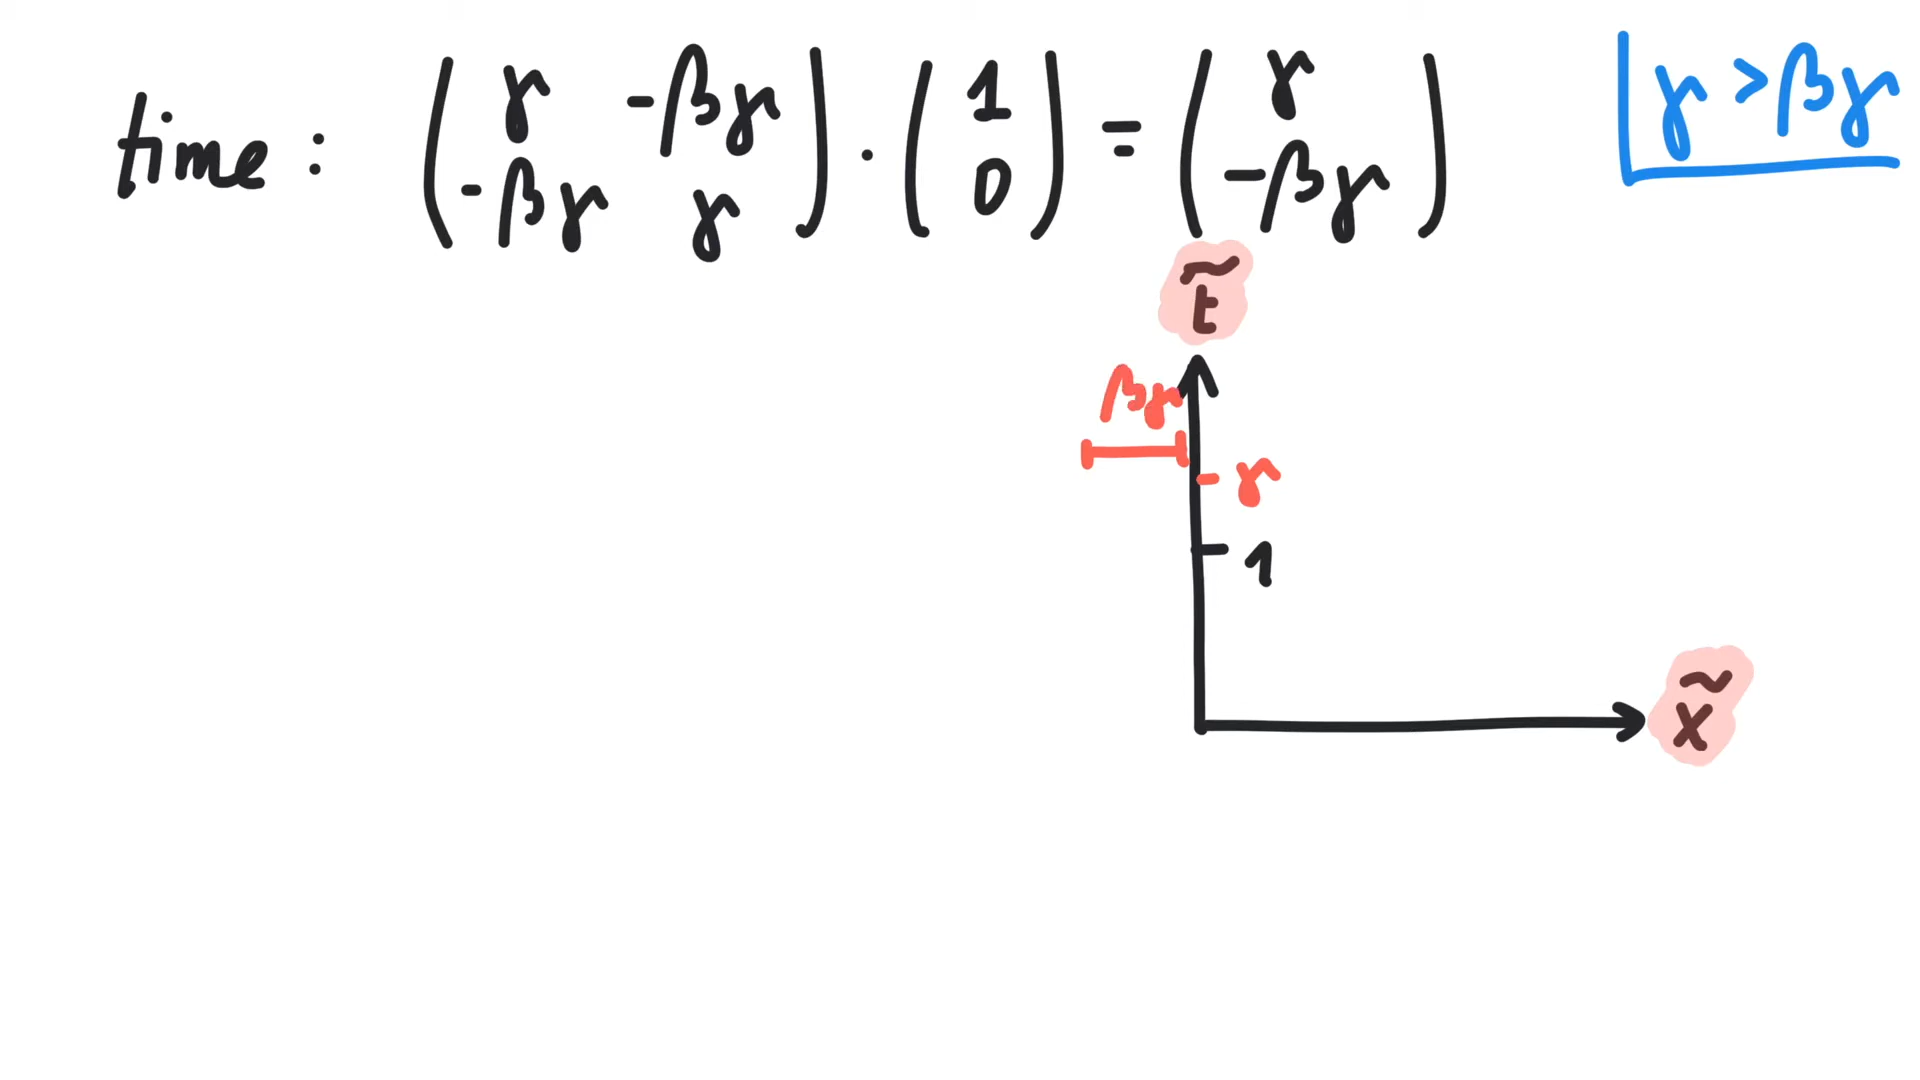 time : ( γ -βγ -βγ γ ) · ( 1 0 ) = ( γ -βγ )
γ > βγ
t̃
βγ
γ
1
x̃